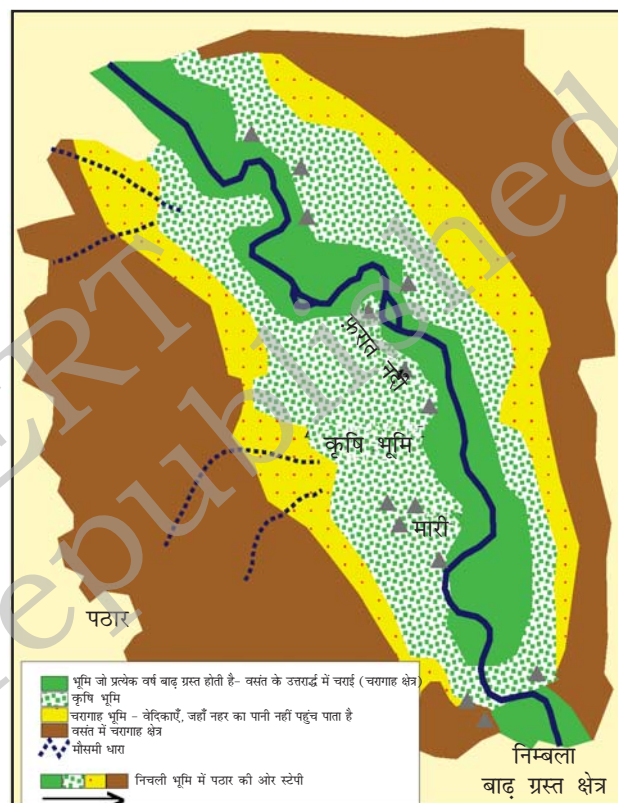 फ़रात नदी
कृषि भूमि
मारी
पठार
भूमि जो प्रत्येक वर्ष बाढ़ ग्रस्त होती है- वसंत के उत्तरार्द्ध में चराई (चरागाह क्षेत्र)
कृषि भूमि
चरागाह भूमि - वेदिकाएँ, जहाँ नहर का पानी नहीं पहुंच पाता है
वसंत में चरागाह क्षेत्र
मौसमी धारा
निचली भूमि में पठार की ओर स्टेपी
निम्बला
बाढ़ ग्रस्त क्षेत्र